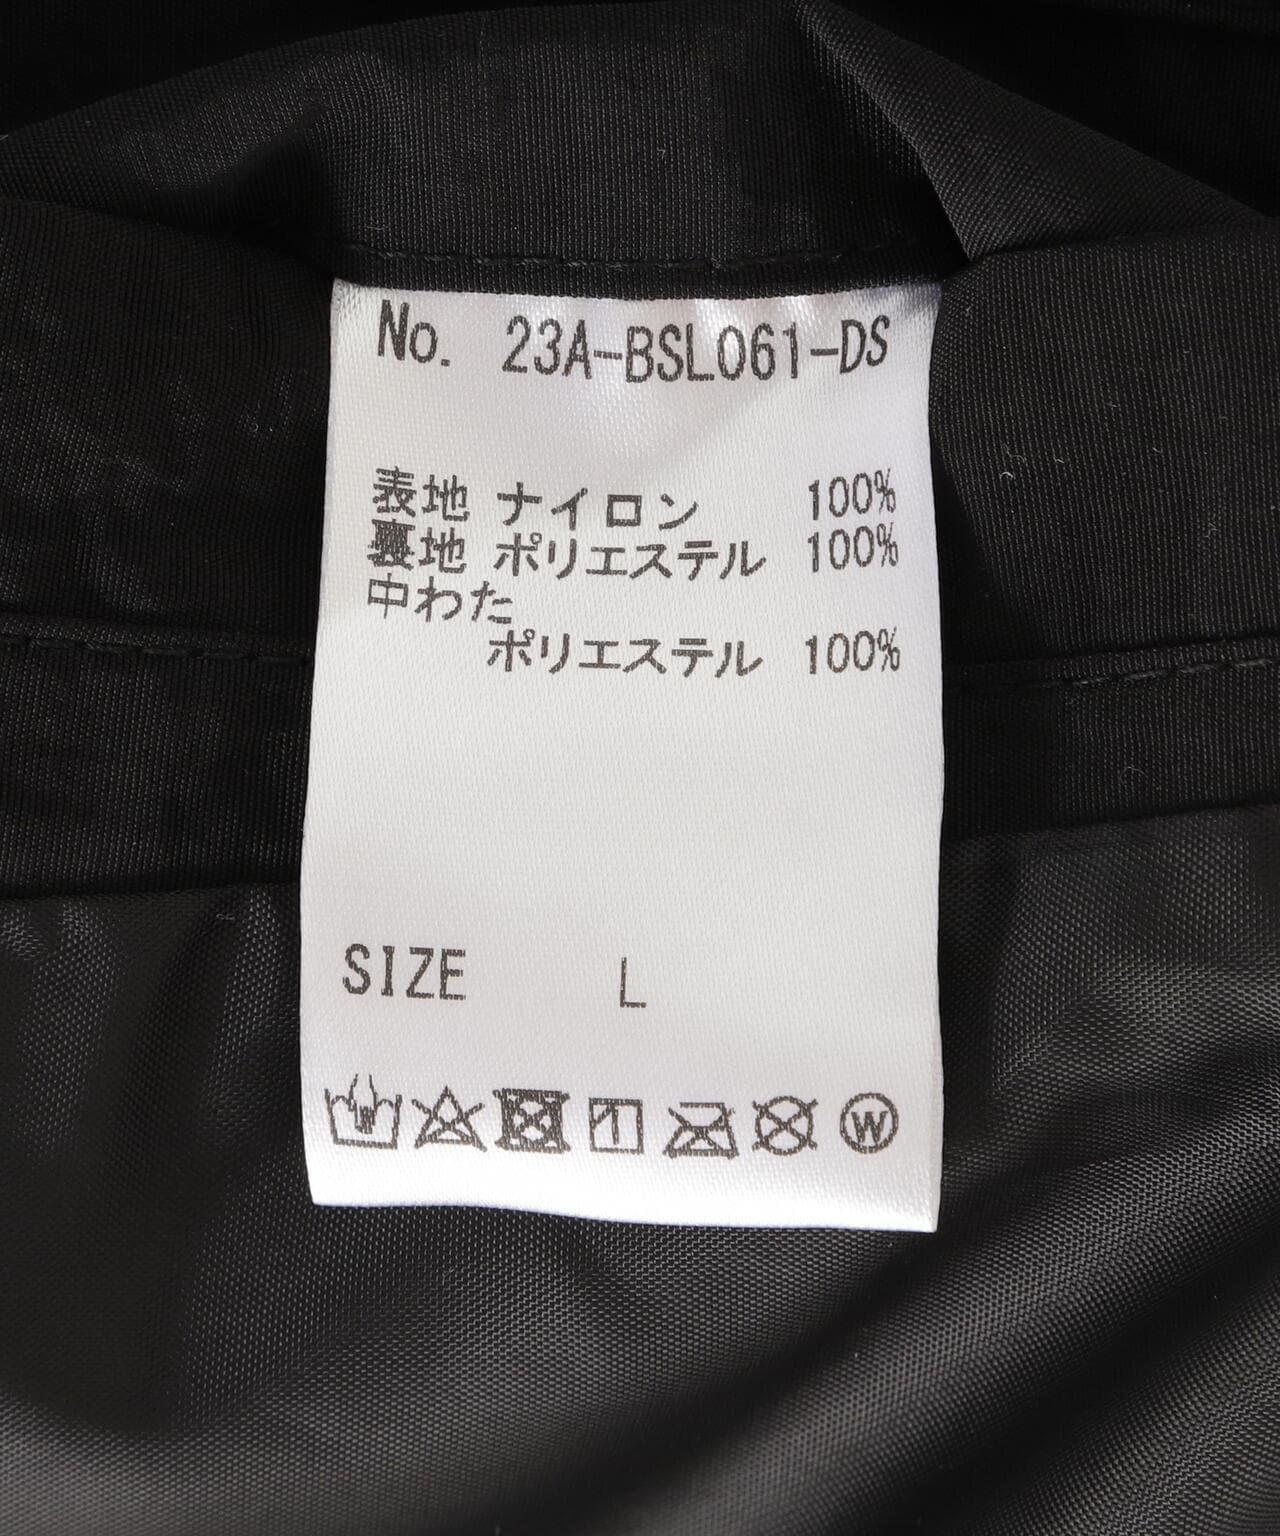 No. 23A-BSL061-DS
表地 ナイロン 100%
裏地 ポリエステル 100%
中わた
ポリエステル 100%
SIZE L
W